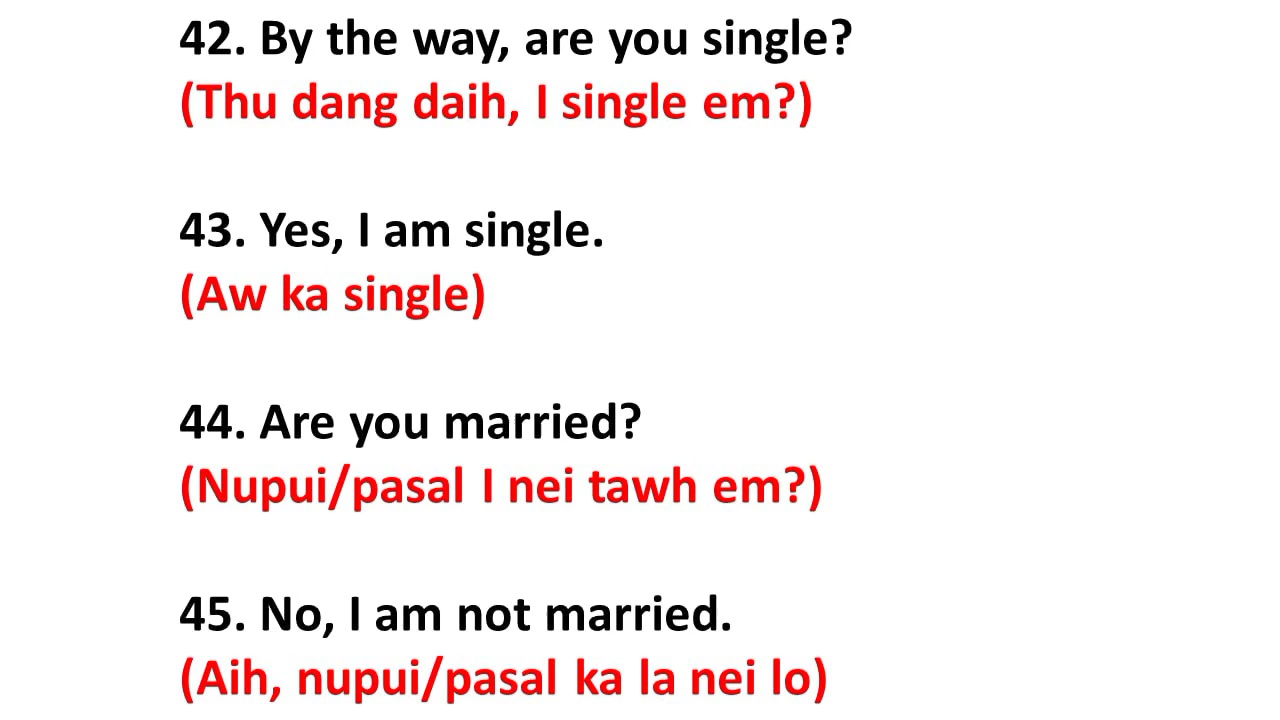 42. By the way, are you single?
(Thu dang daih, I single em?)
43. Yes, I am single.
(Aw ka single)
44. Are you married?
(Nupui/pasal I nei tawh em?)
45. No, I am not married.
(Aih, nupui/pasal ka la nei lo)